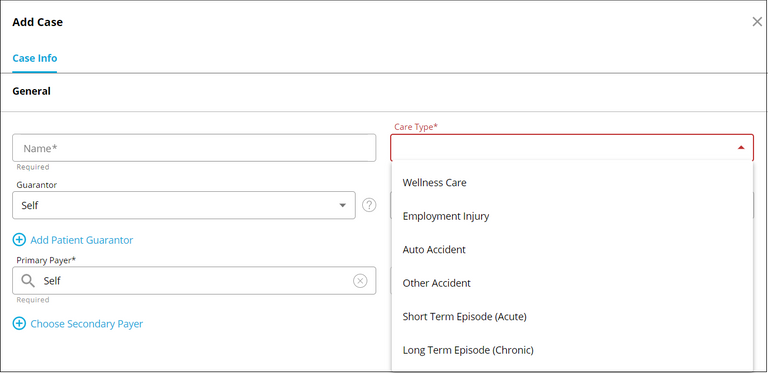 Add Case
Case Info
General
Care Type*
Name*
Required
Guarantor
Self
?
Add Patient Guarantor
Primary Payer*
Self
Required
Choose Secondary Payer
Wellness Care
Employment Injury
Auto Accident
Other Accident
Short Term Episode (Acute)
Long Term Episode (Chronic)